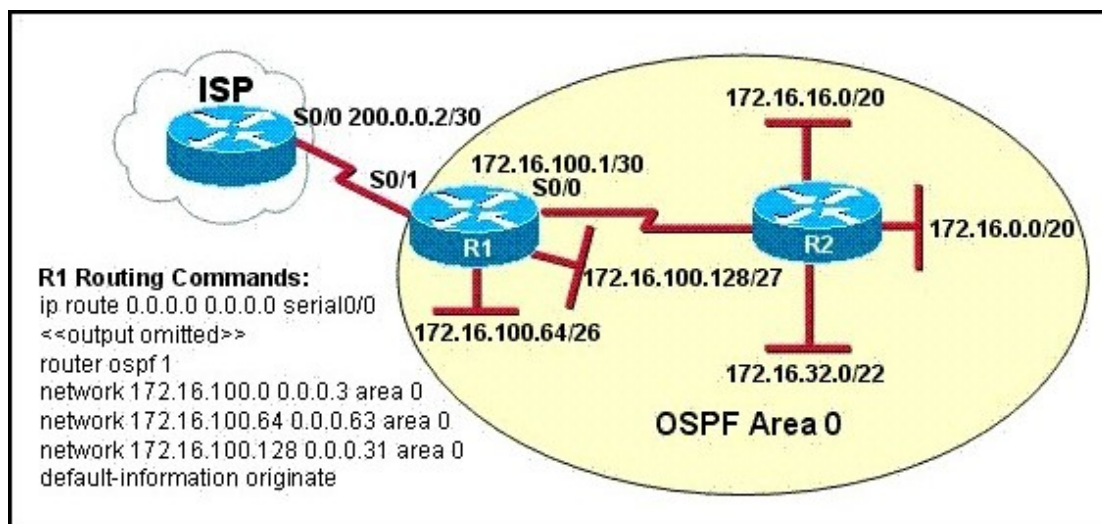 ISP
S0/0 200.0.0.2/30
S0/1
172.16.100.1/30
S0/0
R1
172.16.100.128/27
172.16.100.64/26
172.16.16.0/20
R2
172.16.0.0/20
172.16.32.0/22
OSPF Area 0
R1 Routing Commands:
ip route 0.0.0.0 0.0.0.0 serial0/0
<<output omitted>>
router ospf 1
network 172.16.100.0 0.0.0.3 area 0
network 172.16.100.64 0.0.0.63 area 0
network 172.16.100.128 0.0.0.31 area 0
default-information originate